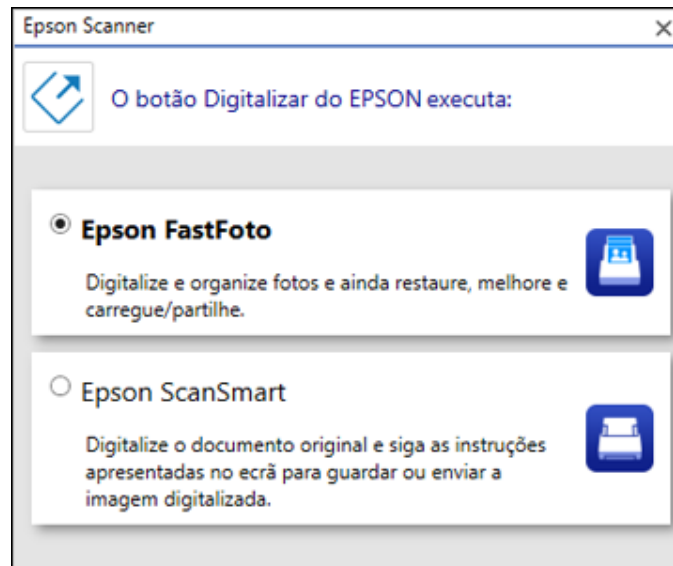 Epson Scanner
O botão Digitalizar do EPSON executa:
Epson FastFoto
Digitalize e organize fotos e ainda restaure, melhore e
carregue/partilhe.
Epson ScanSmart
Digitalize o documento original e siga as instruções
apresentadas no ecrã para guardar ou enviar a
imagem digitalizada.